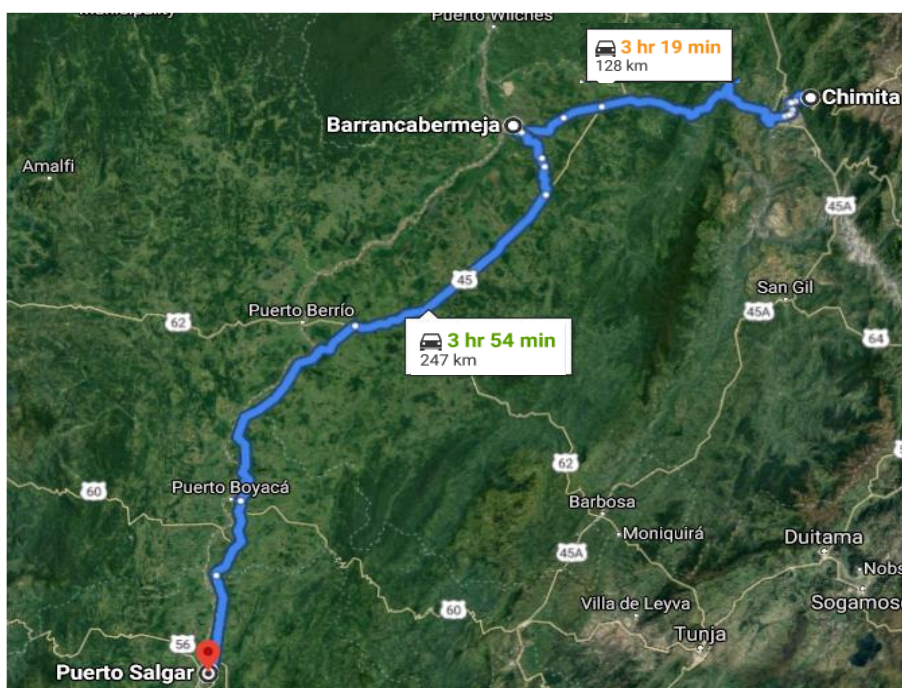 Municipality
Puerto Wilches
3 hr 19 min
128 km
Chimita
Barrancabermeja
Amalfi
45A
45
San Gil
Puerto Berrío
62
45A
64
3 hr 54 min
247 km
62
60
Puerto Boyacá
Barbosa
Moniquirá
45A
Duitama
Nobs
Sogamoso
60
Villa de Leyva
56
Tunja
Puerto Salgar